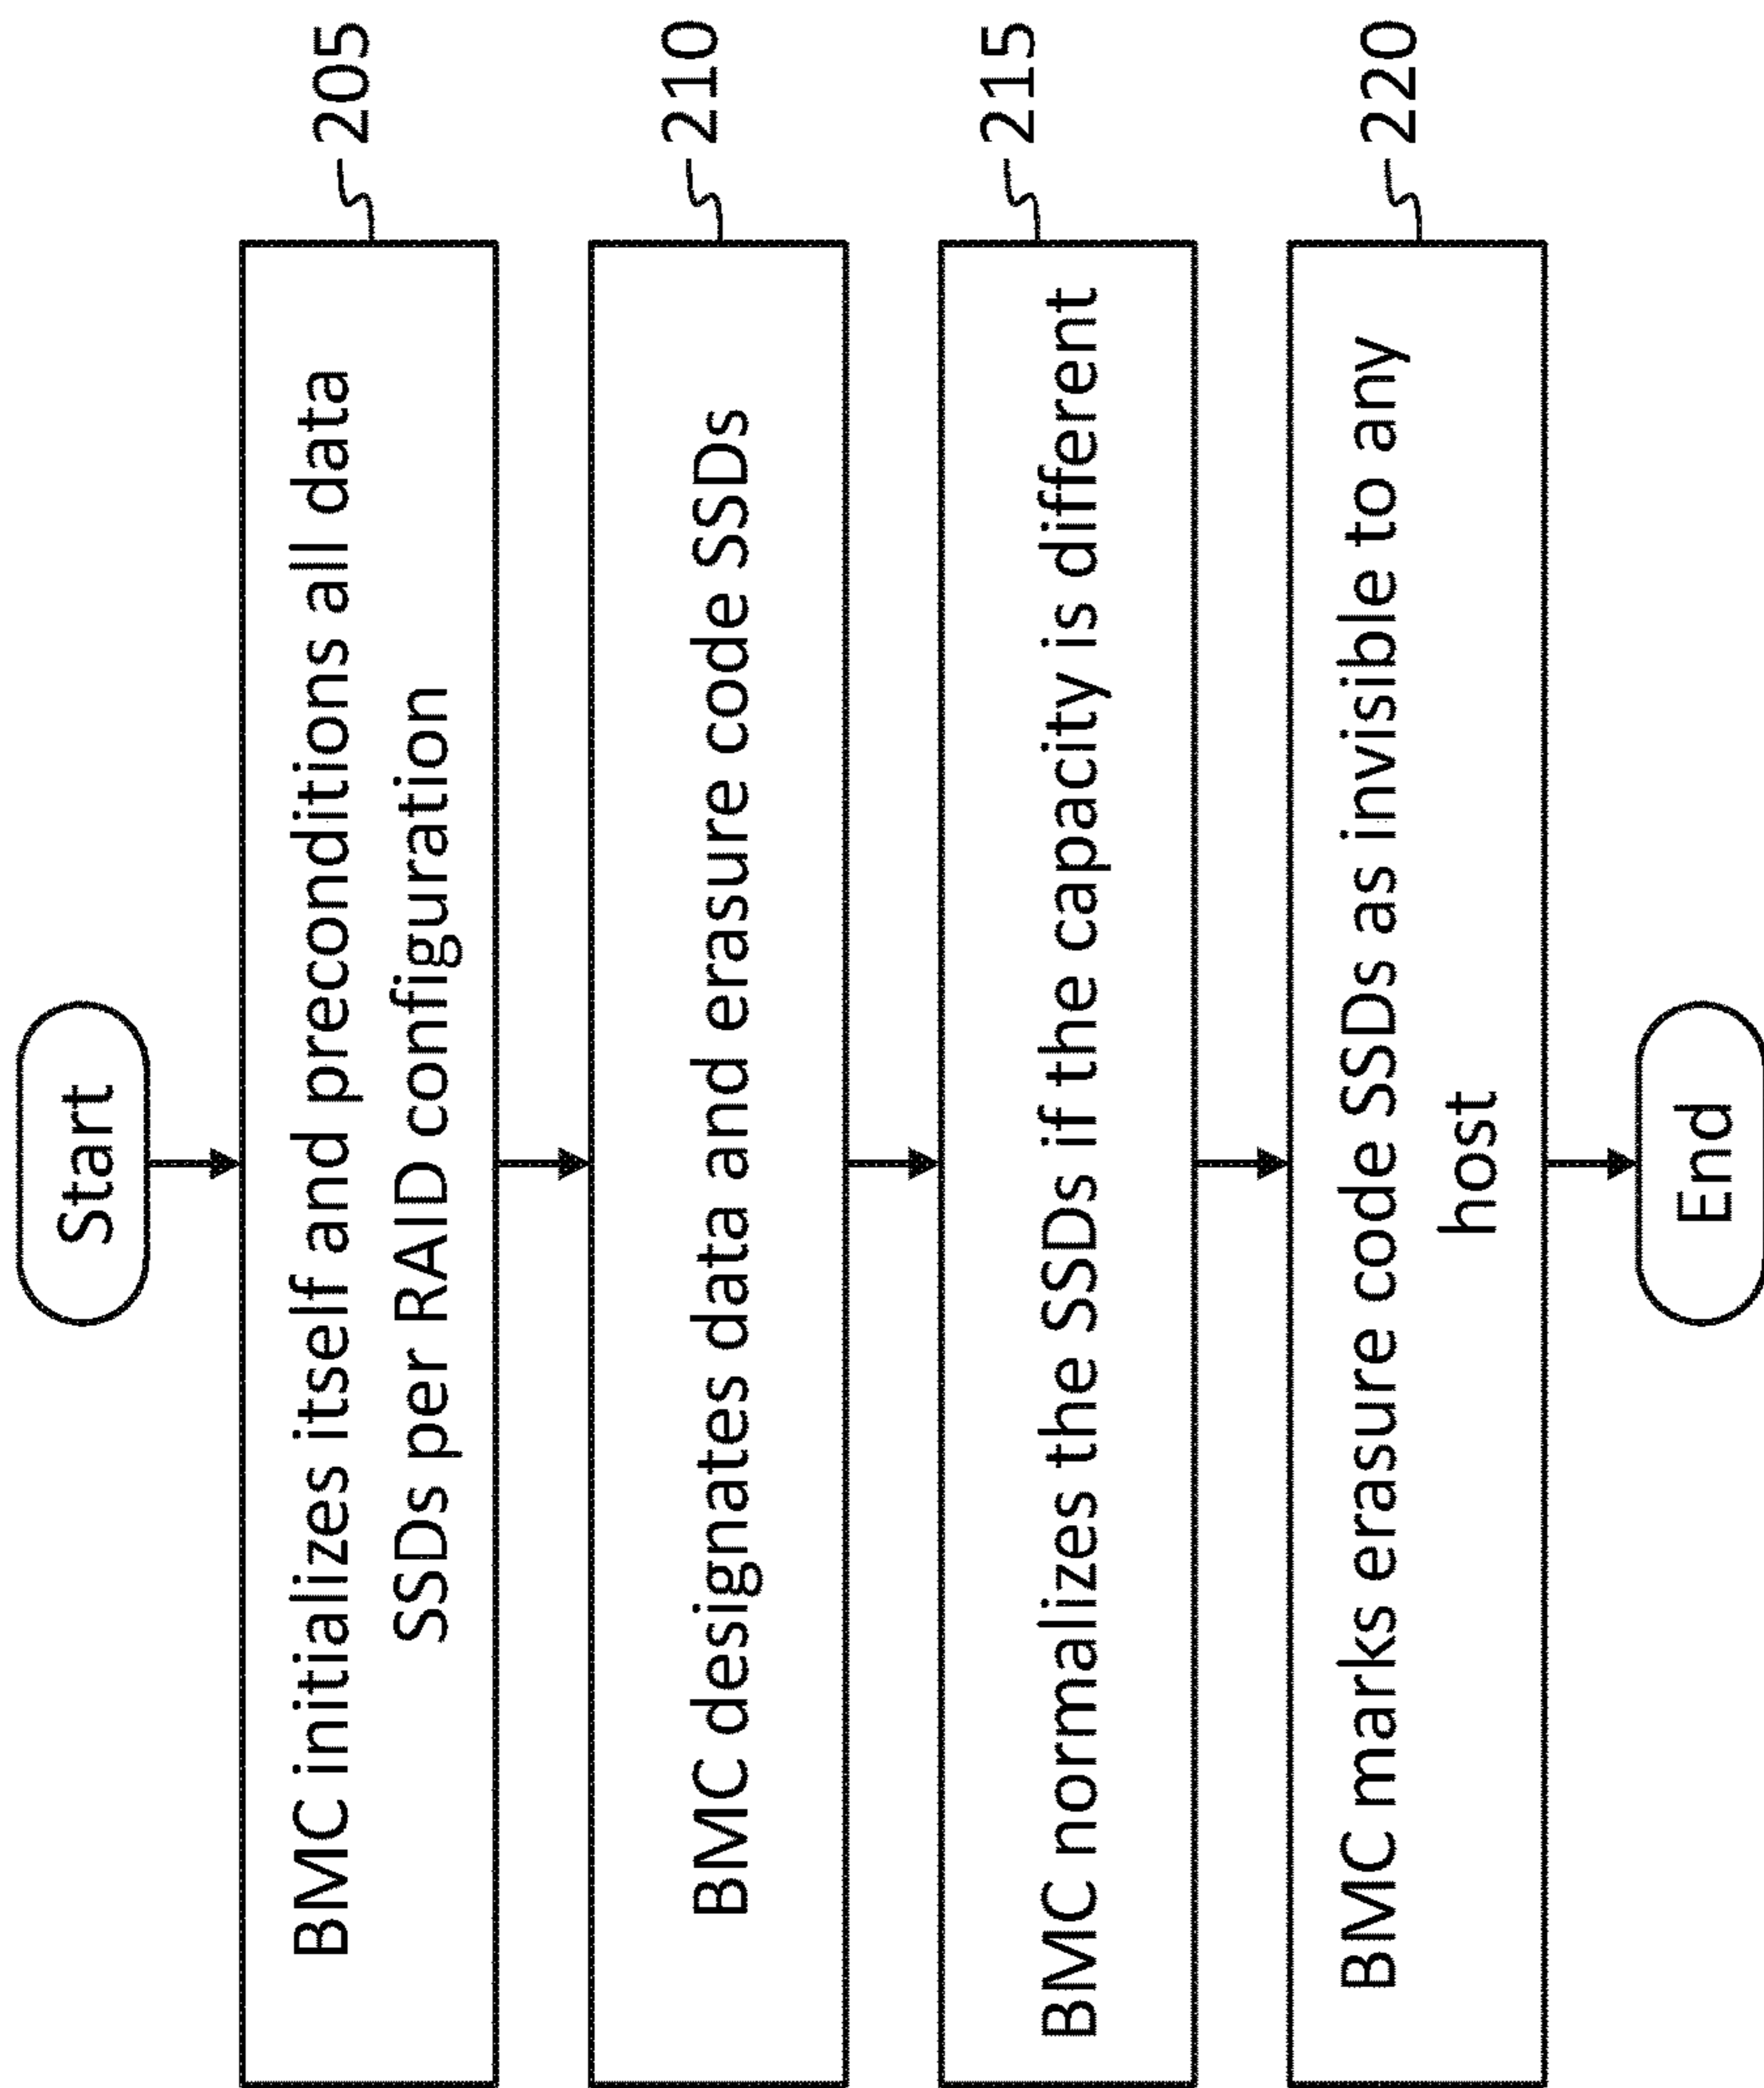 Start
BMC initializes itself and preconditions all data
SSDs per RAID configuration
205
BMC designates data and erasure code SSDs
210
BMC normalizes the SSDs if the capacity is different
215
BMC marks erasure code SSDs as invisible to any
host
220
End